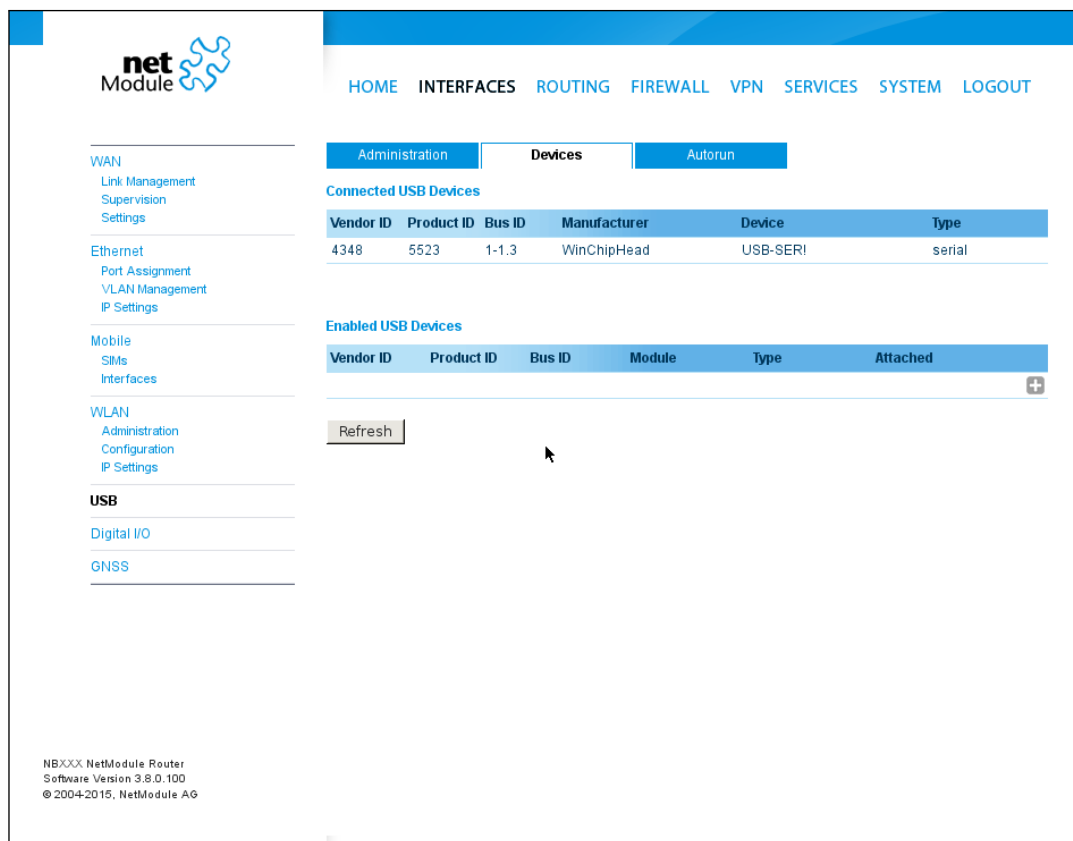 net
Module
HOME INTERFACES ROUTING FIREWALL VPN SERVICES SYSTEM LOGOUT
WAN
Link Management
Supervision
Settings
Ethernet
Port Assignment
VLAN Management
IP Settings
Mobile
SIMs
Interfaces
WLAN
Administration
Configuration
IP Settings
USB
Digital I/O
GNSS
Administration Devices Autorun
Connected USB Devices
Vendor ID Product ID Bus ID Manufacturer Device Type
4348 5523 1-1.3 WinChipHead USB-SER! serial
Enabled USB Devices
Vendor ID Product ID Bus ID Module Type Attached
Refresh
NBXXX NetModule Router
Software Version 3.8.0.100
© 2004-2015, NetModule AG